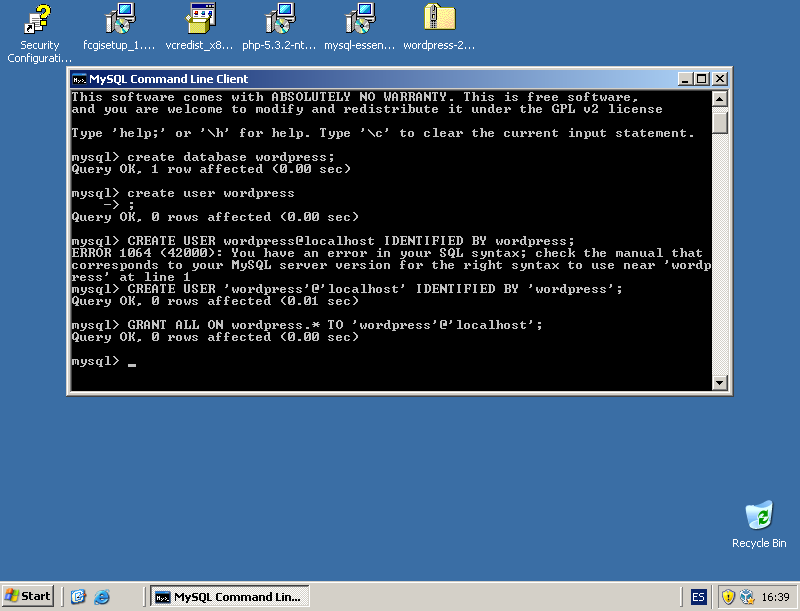 Security
Configurati...
fcgisetup_1....
vcredist_x8...
php-5.3.2-nt...
mysql-essen...
wordpress-2...
MySQL Command Line Client
This software comes with ABSOLUTELY NO WARRANTY. This is free software,
and you are welcome to modify and redistribute it under the GPL v2 license
Type 'help;' or '\h' for help. Type '\c' to clear the current input statement.
mysql> create database wordpress;
Query OK, 1 row affected (0.00 sec)
mysql> create user wordpress
    -> ;
Query OK, 0 rows affected (0.00 sec)
mysql> CREATE USER wordpress@localhost IDENTIFIED BY wordpress;
ERROR 1064 (42000): You have an error in your SQL syntax; check the manual that
corresponds to your MySQL server version for the right syntax to use near 'wordp
ress' at line 1
mysql> CREATE USER 'wordpress'@'localhost' IDENTIFIED BY 'wordpress';
Query OK, 0 rows affected (0.01 sec)
mysql> GRANT ALL ON wordpress.* TO 'wordpress'@'localhost';
Query OK, 0 rows affected (0.00 sec)
mysql> _
Recycle Bin
Start
MySQL Command Lin...
ES
16:39